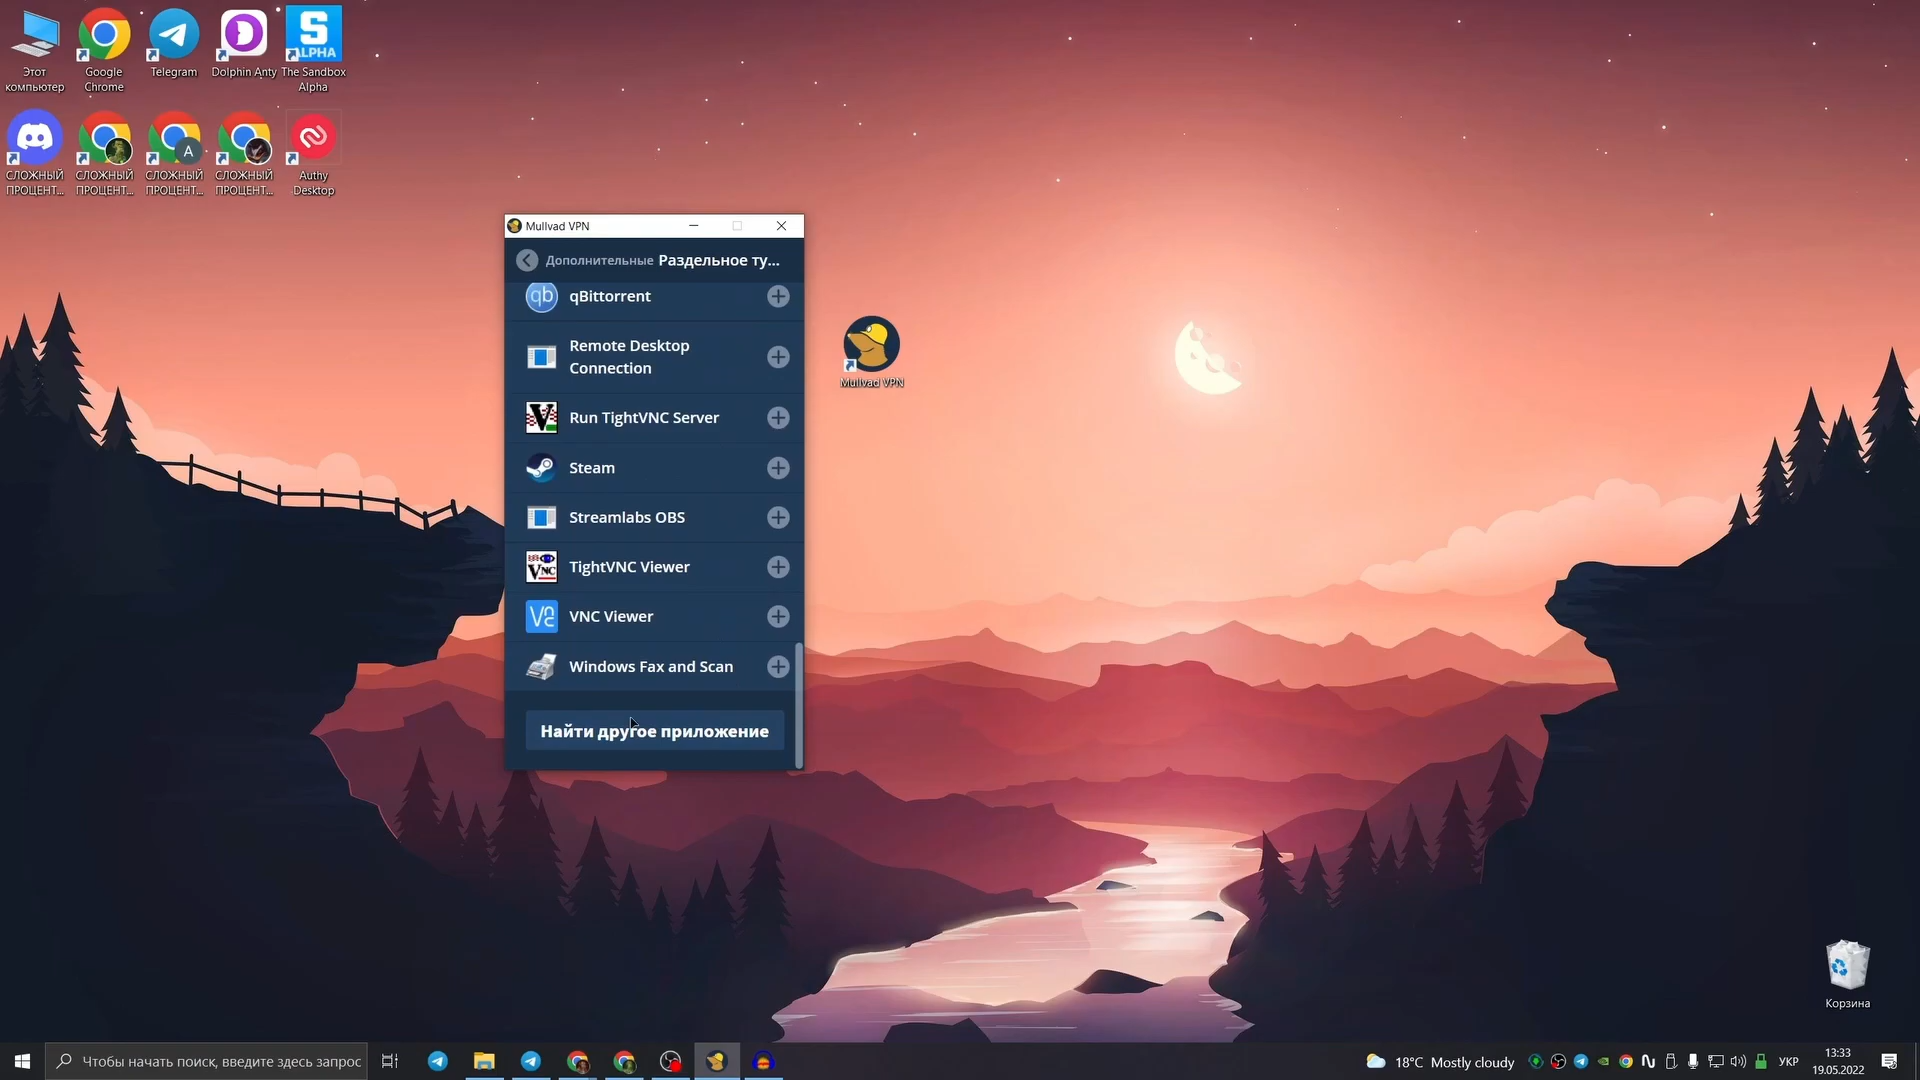 Этот
компьютер
Google
Chrome
Telegram
Dolphin Anty
The Sandbox
Alpha
S
ALPHA
СЛОЖНЫЙ
ПРОЦЕНТ...
СЛОЖНЫЙ
ПРОЦЕНТ...
A
СЛОЖНЫЙ
ПРОЦЕНТ...
СЛОЖНЫЙ
ПРОЦЕНТ...
Authy
Desktop
Mullvad VPN
Дополнительные Раздельное ту...
qb
qBittorrent
Remote Desktop
Connection
Run TightVNC Server
Steam
Streamlabs OBS
VNC
TightVNC Viewer
VNC Viewer
Windows Fax and Scan
Найти другое приложение
Mullvad VPN
Корзина
Чтобы начать поиск, введите здесь запрос
18°C Mostly cloudy
УКР
13:33
19.05.2022